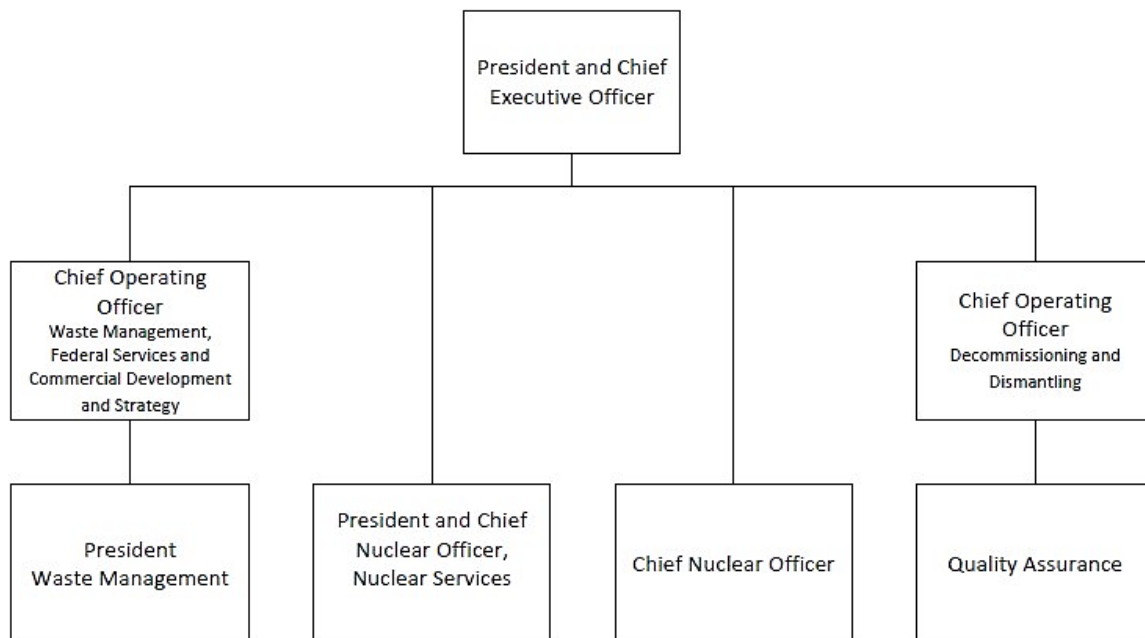 President and Chief
Executive Officer
Chief Operating
Officer
Waste Management,
Federal Services and
Commercial Development
and Strategy
Chief Operating
Officer
Decommissioning and
Dismantling
President
Waste Management
President and Chief
Nuclear Officer,
Nuclear Services
Chief Nuclear Officer
Quality Assurance